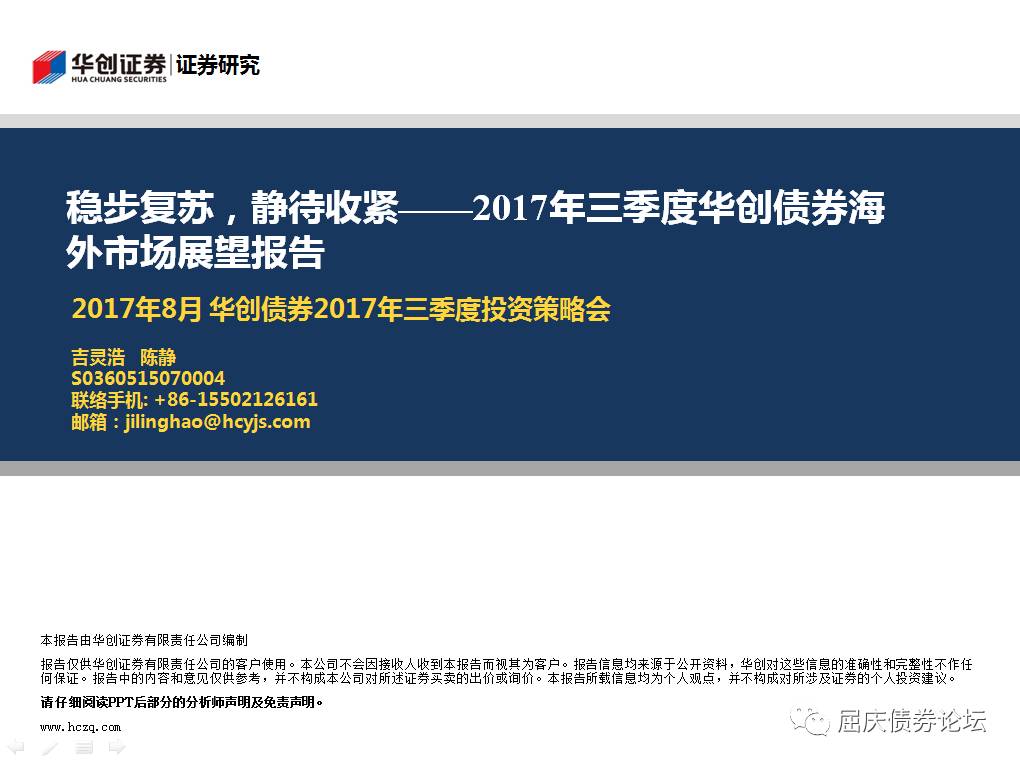 华创证券 证券研究
HUA CHUANG SECURITIES
稳步复苏，静待收紧——2017年三季度华创债券海
外市场展望报告
2017年8月 华创债券2017年三季度投资策略会
吉灵浩 陈静
S0360515070004
联络手机: +86-15502126161
邮箱：jilinghao@hcyjs.com
本报告由华创证券有限责任公司编制
报告仅供华创证券有限责任公司的客户使用。本公司不会因接收人收到本报告而视其为客户。报告信息均来源于公开资料，华创对这些信息的准确性和完整性不作任
何保证。报告中的内容和意见仅供参考，并不构成本公司对所述证券买卖的出价或询价。本报告所载信息均为个人观点，并不构成对所涉及证券的个人投资建议。
请仔细阅读PPT后部分的分析师声明及免责声明。
www.hczq.com
屈庆债券论坛